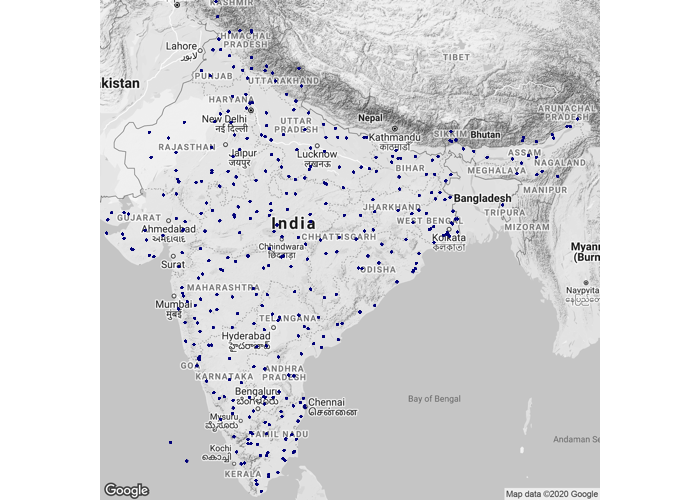 KASHMIR
HIMACHAL
PRADESH
Lahore
لاہور
TIBET
PUNJAB
UTTARAKHAND
kistan
HARYANA
New Delhi
नई दिल्ली
Nepal
Kathmandu
काठमाडौं
SIKKIM
Bhutan
ARUNACHAL
PRADESH
UTTAR
PRADESH
RAJASTHAN
Jaipur
जयपुर
Lucknow
लखनऊ
BIHAR
ASSAM
NAGALAND
MEGHALAYA
MANIPUR
Bangladesh
JHARKHAND
TRIPURA
MIZORAM
GUJARAT
Ahmedabad
અમદાવાદ
India
WEST BENG
Kolkata
কলকাতা
CHHATTISGARH
Chhindwara
छिंदवाड़ा
Surat
ODISHA
Myanm
(Burn
MAHARASHTRA
Mumbai
मुंबई
Naypyita
TELANGANA
Hyderabad
హైదరాబాద్
GOA
KARNATAKA
ANDHRA
PRADESH
Bengaluru
ಬೆಂಗಳೂರು
Chennai
சென்னை
Bay of Bengal
Mysuru
ಮೈಸೂರು
TAMIL NADU
Kochi
കൊച്ചി
KERALA
Andaman Se
Google
Map data ©2020 Google